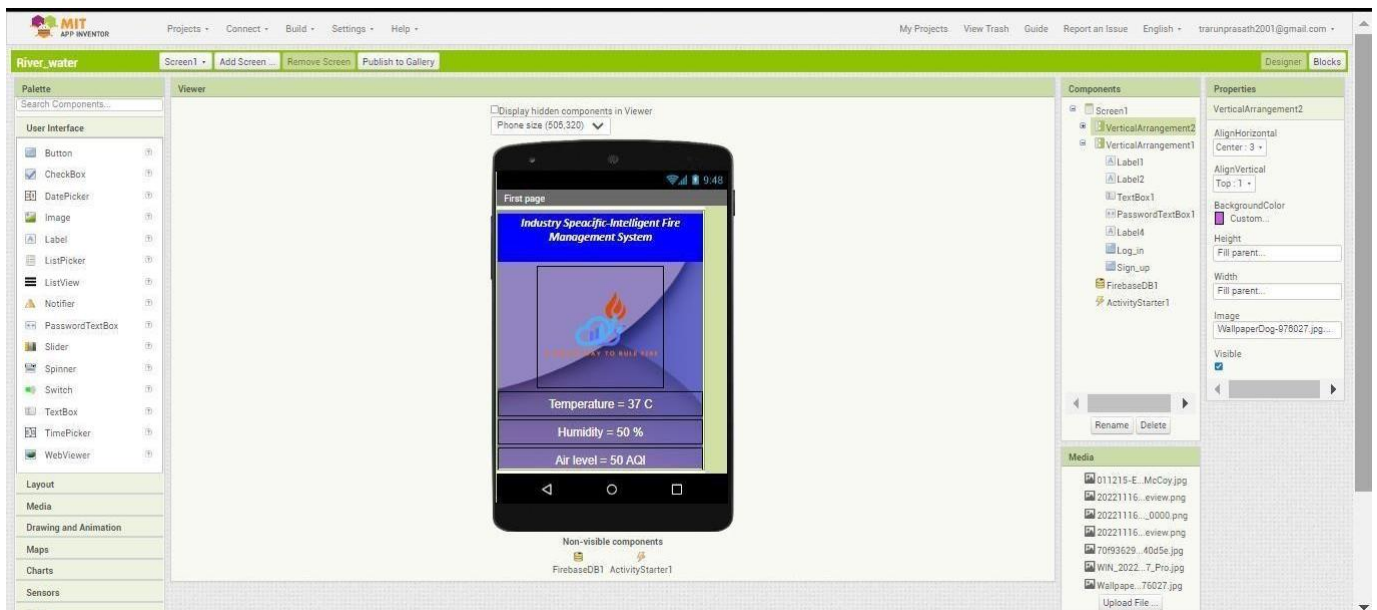 MIT
APP INVENTOR
Projects Connect Build Settings Help
My Projects View Trash Guide Report an Issue English trarunprasath2001@gmail.com
River_water
Screen1 Add Screen ... Remove Screen Publish to Gallery
Designer Blocks
Palette
Search Components...
User Interface
Button
CheckBox
DatePicker
Image
Label
ListPicker
ListView
Notifier
PasswordTextBox
Slider
Spinner
Switch
TextBox
TimePicker
WebViewer
Layout
Media
Drawing and Animation
Maps
Charts
Sensors
Viewer
Display hidden components in Viewer
Phone size (505,320)
9:48
First page
Industry Speacific-Intelligent Fire
Management System
WAY TO RULE FIRE
Temperature = 37 C
Humidity = 50 %
Air level = 50 AQI
Non-visible components
FirebaseDB1 ActivityStarter1
Components
Screen1
VerticalArrangement2
VerticalArrangement1
Label1
Label2
TextBox1
PasswordTextBox1
Label4
Log_in
Sign_up
FirebaseDB1
ActivityStarter1
Rename Delete
Media
011215-E...McCoy.jpg
20221116...eview.png
20221116..._0000.png
20221116...eview.png
70f93629...40d5e.jpg
WIN_2022...7_Pro.jpg
Wallpape...76027.jpg
Upload File ...
Properties
VerticalArrangement2
AlignHorizontal
Center : 3
AlignVertical
Top : 1
BackgroundColor
Custom...
Height
Fill parent...
Width
Fill parent...
Image
WallpaperDog-976027.jpg...
Visible